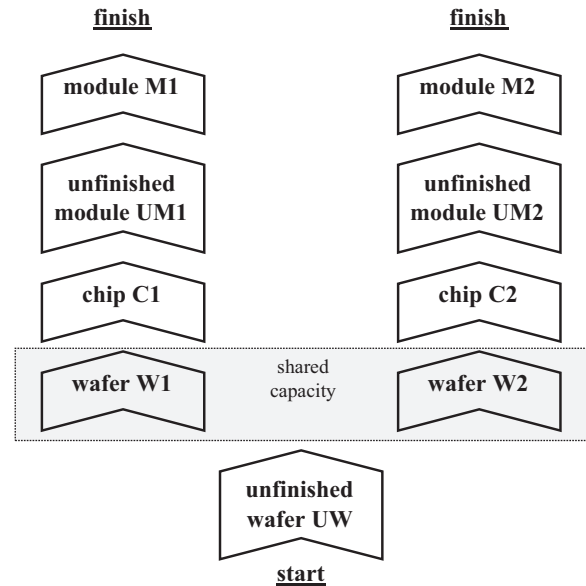 finish finish
module M1 module M2
unfinished unfinished
module UM1 module UM2
chip C1 chip C2
wafer W1 shared wafer W2
capacity
unfinished
wafer UW
start